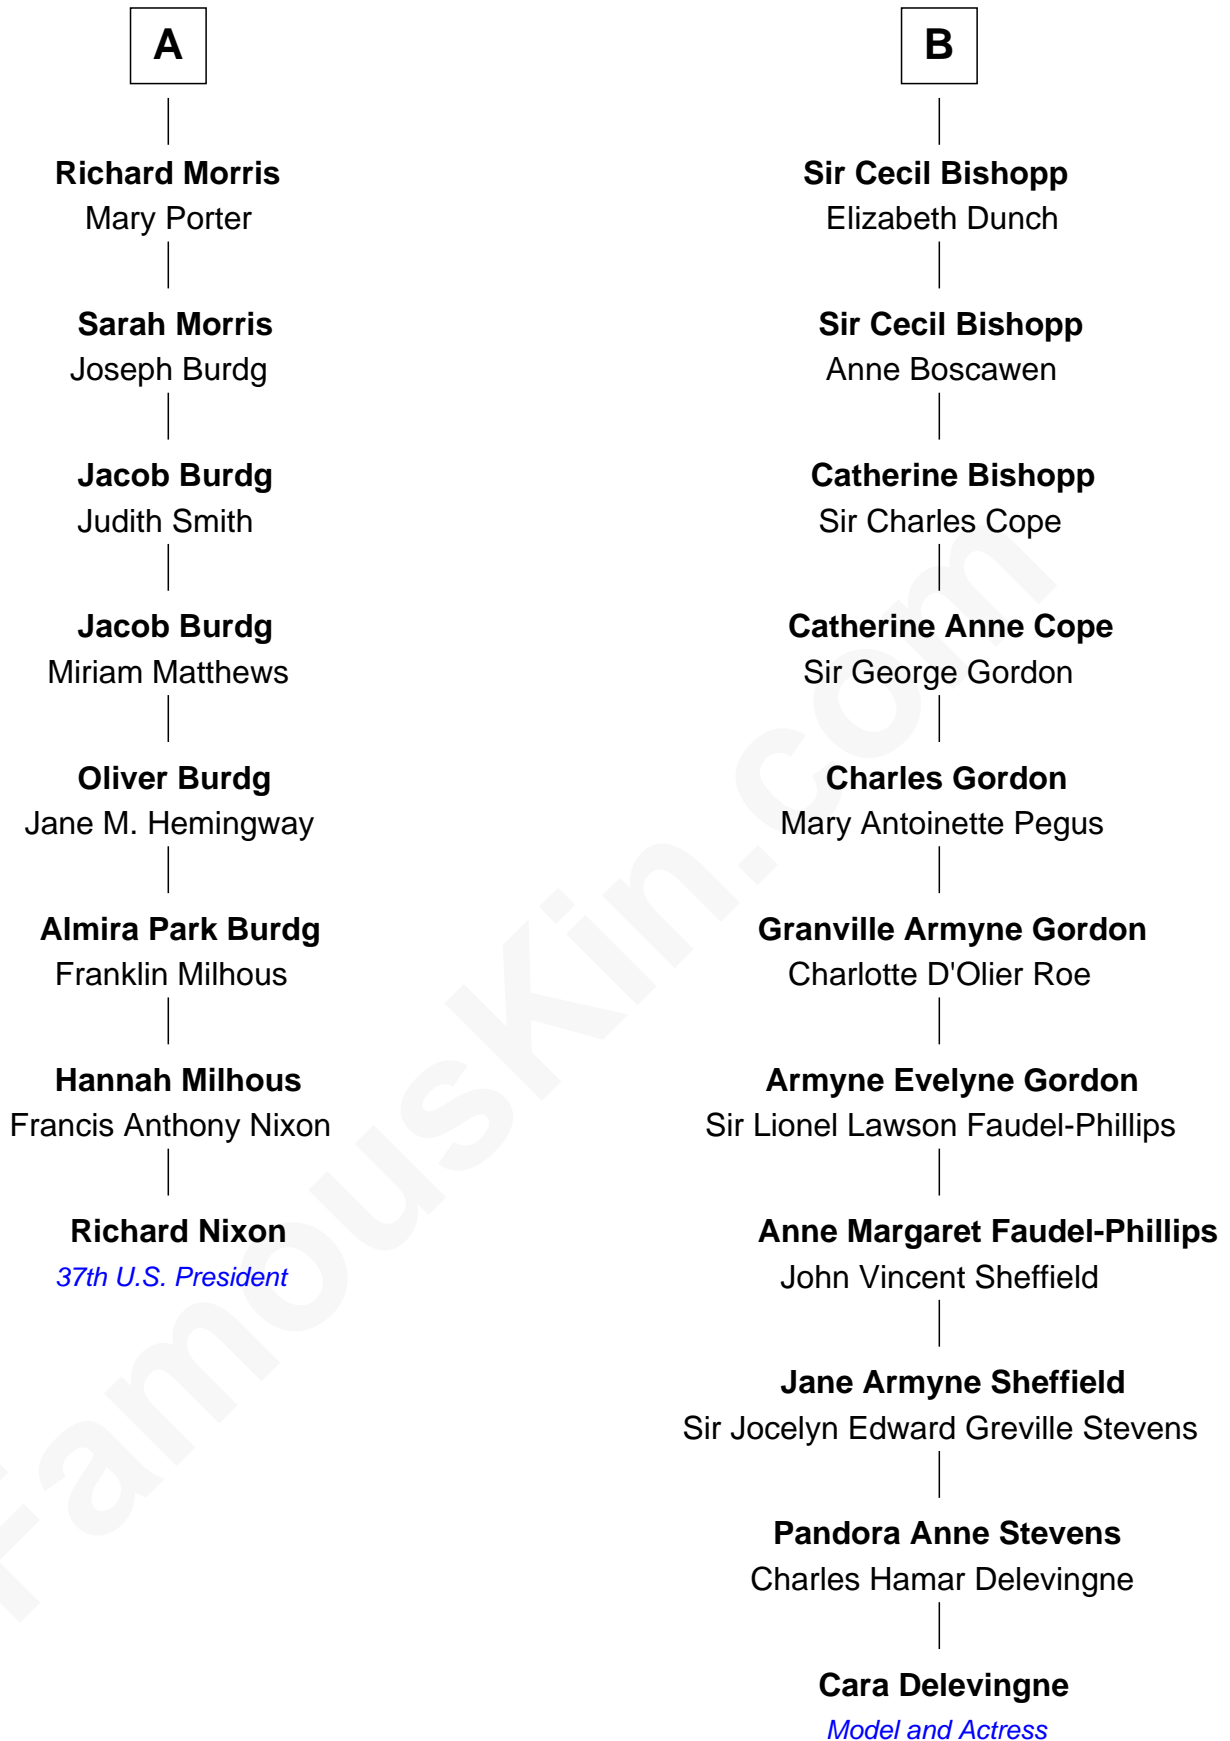 A
Richard Morris
Mary Porter
Sarah Morris
Joseph Burdg
Jacob Burdg
Judith Smith
Jacob Burdg
Miriam Matthews
Oliver Burdg
Jane M. Hemingway
Almira Park Burdg
Franklin Milhous
Hannah Milhous
Francis Anthony Nixon
Richard Nixon
37th U.S. President
B
Sir Cecil Bishopp
Elizabeth Dunch
Sir Cecil Bishopp
Anne Boscawen
Catherine Bishopp
Sir Charles Cope
Catherine Anne Cope
Sir George Gordon
Charles Gordon
Mary Antoinette Pegus
Granville Armyne Gordon
Charlotte D'Olier Roe
Armyne Evelyne Gordon
Sir Lionel Lawson Faudel-Phillips
Anne Margaret Faudel-Phillips
John Vincent Sheffield
Jane Armyne Sheffield
Sir Jocelyn Edward Greville Stevens
Pandora Anne Stevens
Charles Hamar Delevingne
Cara Delevingne
Model and Actress
FamousKin.com